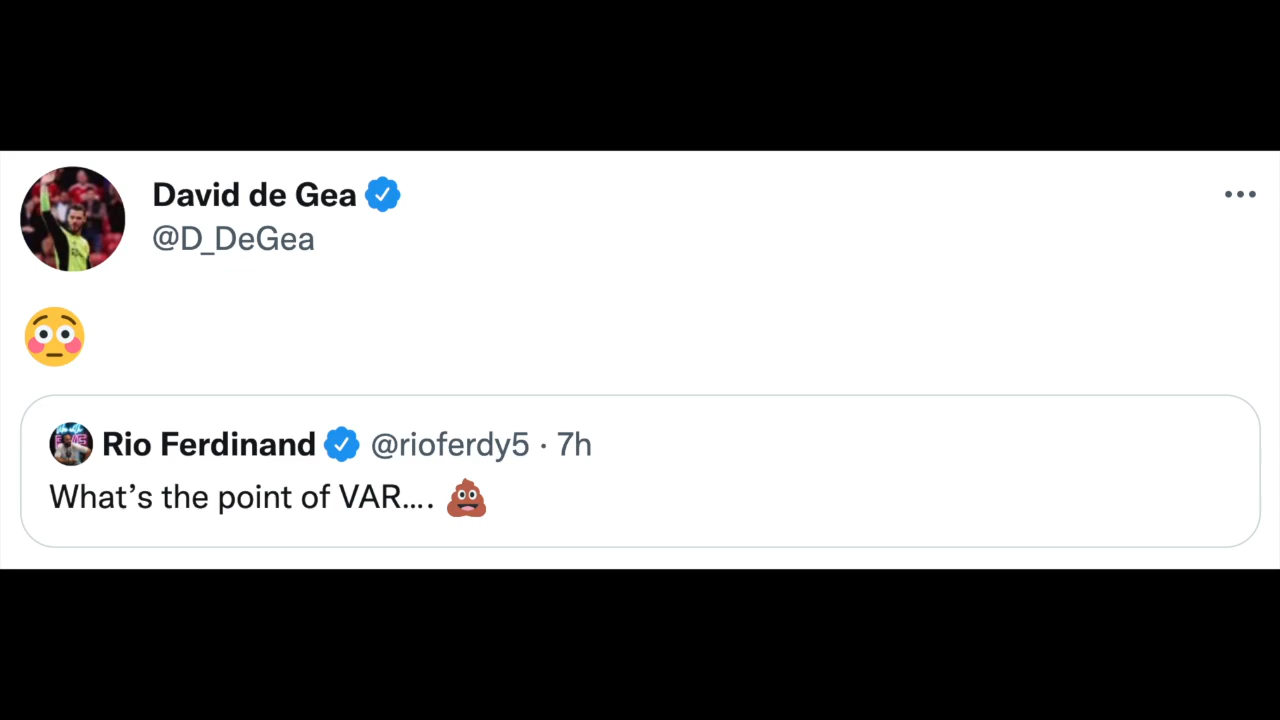 David de Gea
@D_DeGea
😳
Rio Ferdinand @rioferdy5 · 7h
What’s the point of VAR…. 💩